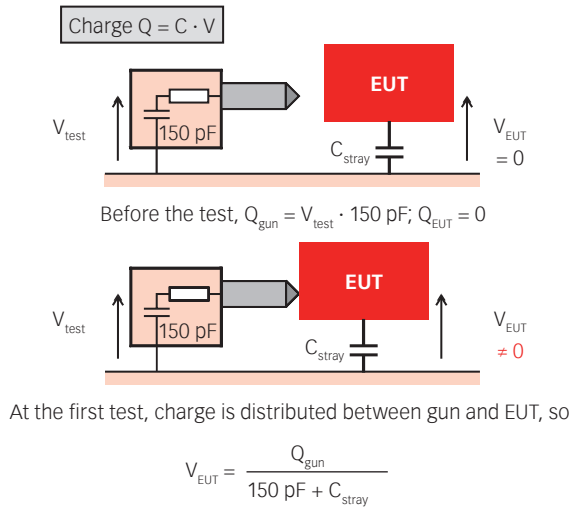 Charge Q = C · V
EUT
V_test
150 pF
C_stray
V_EUT
= 0
Before the test, Q_gun = V_test · 150 pF; Q_EUT = 0
EUT
V_test
150 pF
C_stray
V_EUT
≠ 0
At the first test, charge is distributed between gun and EUT, so
V_EUT = Q_gun
150 pF + C_stray